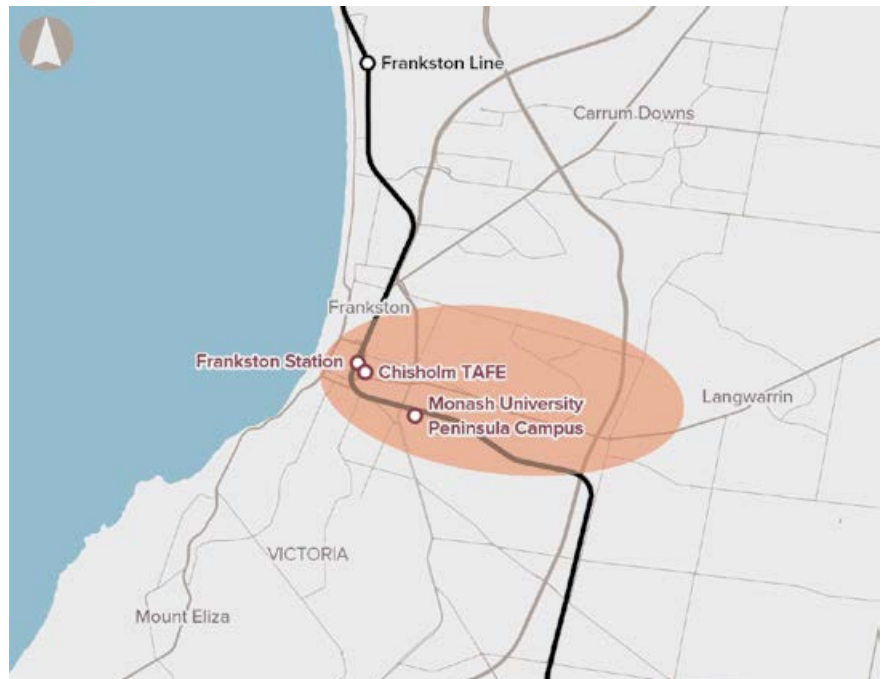 Frankston Line
Carrum Downs
Frankston
Frankston Station
Chisholm TAFE
Monash University
Peninsula Campus
Langwarrin
VICTORIA
Mount Eliza